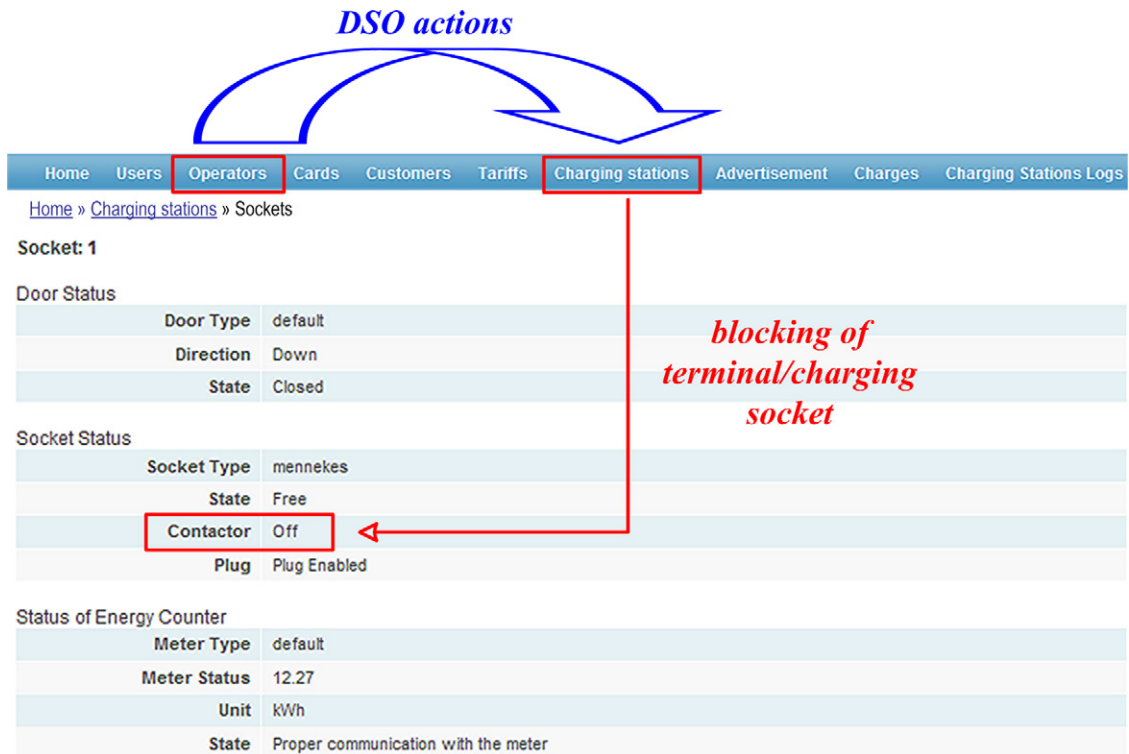 DSO actions
Home Users Operators Cards Customers Tariffs Charging stations Advertisement Charges Charging Stations Logs
Home » Charging stations » Sockets
Socket: 1
Door Status
Door Type default
Direction Down
State Closed
blocking of
terminal/charging
socket
Socket Status
Socket Type mennekes
State Free
Contactor Off
Plug Plug Enabled
Status of Energy Counter
Meter Type default
Meter Status 12.27
Unit kWh
State Proper communication with the meter